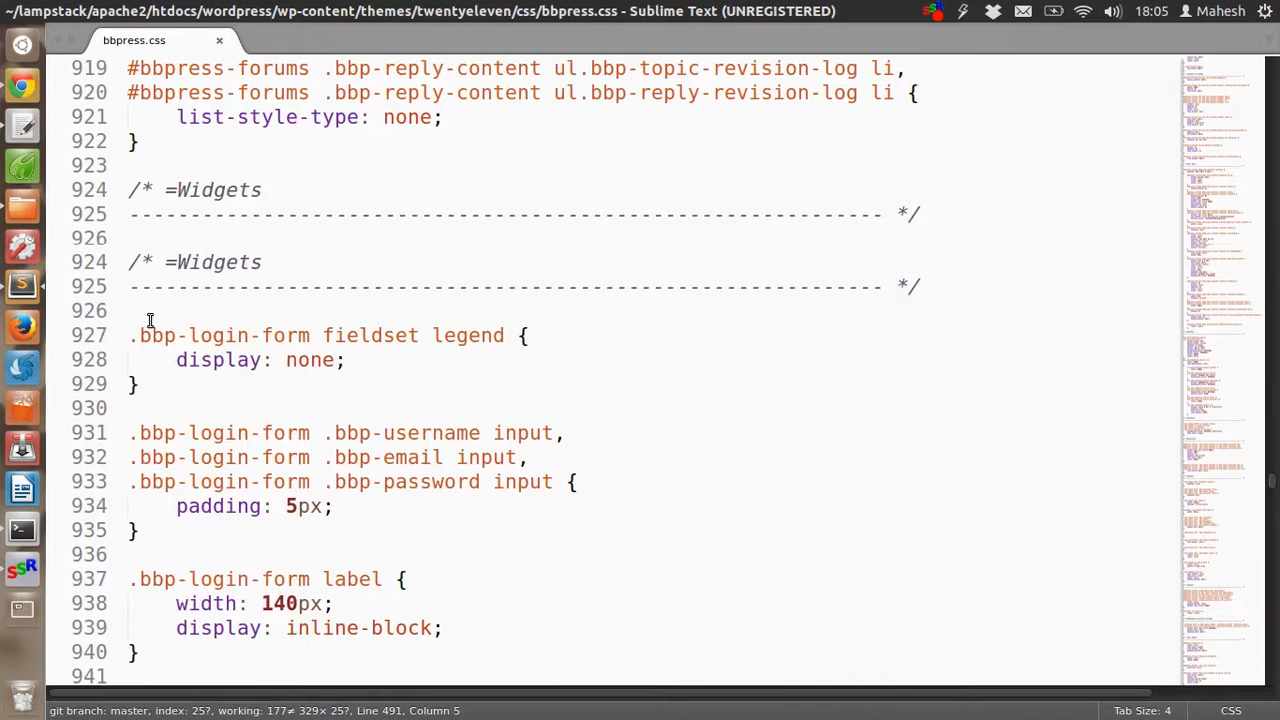 ~/lampstack/apache2/htdocs/wordpress/wp-content/themes/twentyeleven/css/bbpress.css - Sublime Text (UNREGISTERED)
18:05 Mahesh
bbpress.css ×
919 #bbpress-forums .bbp-reply-content ul.bbp-topic-revision-log li,
920 #bbpress-forums .bbp-reply-content ul.bbp-reply-revision-log li {
921 list-style-type: none;
922 }
923
924 /* =Widgets
925 -------------------------------------------------------------- */
926
924 /* =Widgets
925 -------------------------------------------------------------- */
926
927 .bbp-login-form fieldset legend {
928 display: none;
929 }
930
931 .bbp-login-form .bbp-username input,
932 .bbp-login-form .bbp-email input,
933 .bbp-login-form .bbp-password input {
934 padding: 5px;
935 }
936
937 .bbp-login-form label {
938 width: 140px;
939 display: inline-block;
940 }
941
git branch: master, index: 25?, working: 177≠ 329× 25?, Line 491, Column 5
Tab Size: 4
CSS